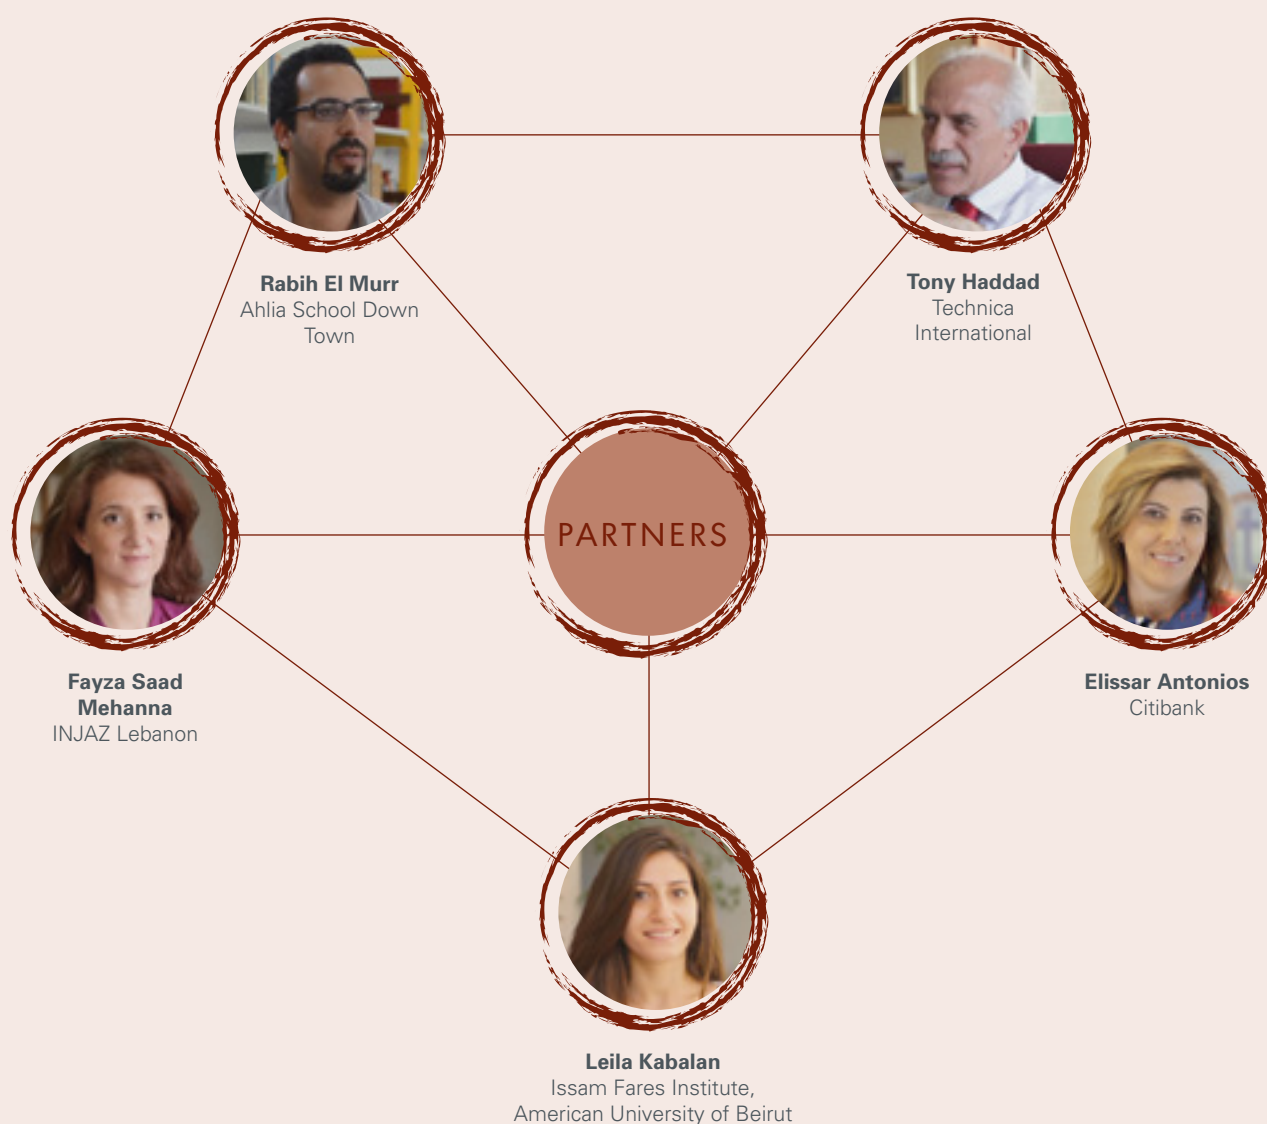 Rabih El Murr
Ahlia School Down
Town
Tony Haddad
Technica
International
PARTNERS
Fayza Saad
Mehanna
INJAZ Lebanon
Elissar Antonios
Citibank
Leila Kabalan
Issam Fares Institute,
American University of Beirut